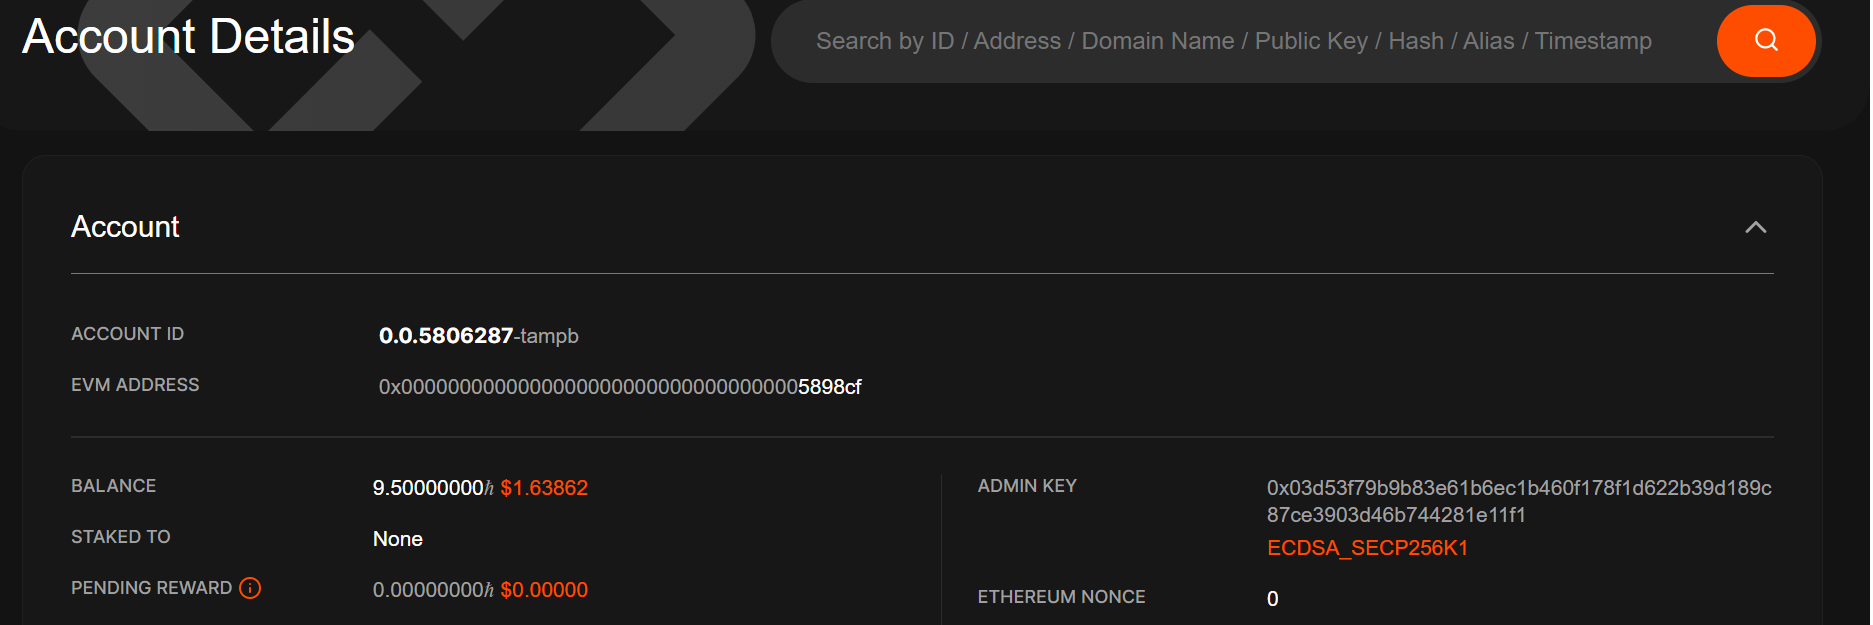 Account Details
Search by ID / Address / Domain Name / Public Key / Hash / Alias / Timestamp
Account
ACCOUNT ID 0.0.5806287-tampb
EVM ADDRESS 0x00000000000000000000000000000000005898cf
BALANCE 9.50000000ℏ $1.63862
STAKED TO None
PENDING REWARD 0.00000000ℏ $0.00000
ADMIN KEY 0x03d53f79b9b83e61b6ec1b460f178f1d622b39d189c
87ce3903d46b744281e11f1
ECDSA_SECP256K1
ETHEREUM NONCE 0